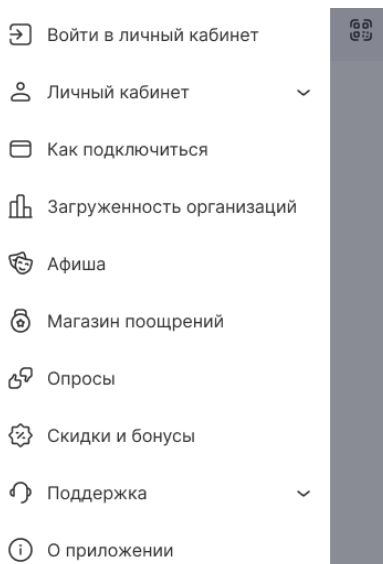 Войти в личный кабинет
Личный кабинет
Как подключиться
Загруженность организаций
Афиша
Магазин поощрений
Опросы
Скидки и бонусы
Поддержка
О приложении